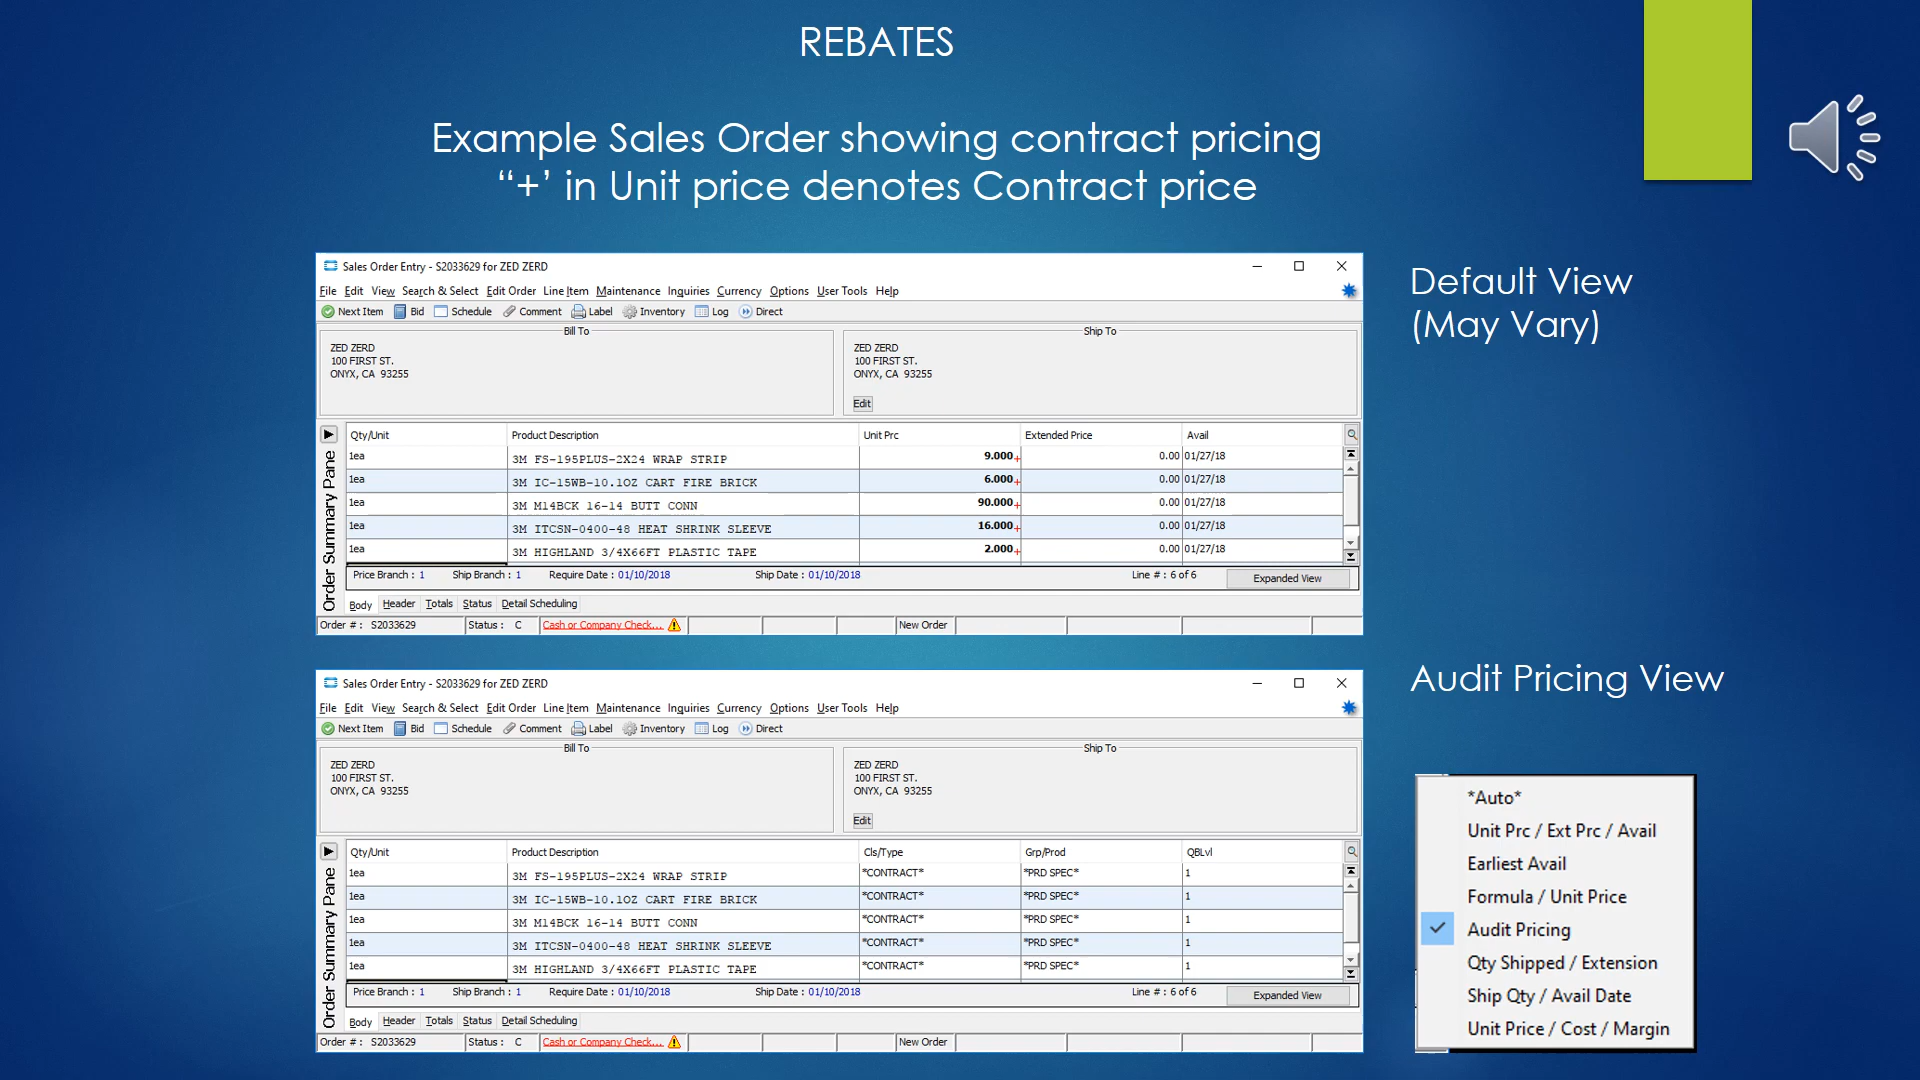 REBATES
Example Sales Order showing contract pricing
“+’ in Unit price denotes Contract price
Default View
(May Vary)
Sales Order Entry - S2033629 for ZED ZERD
File Edit View Search & Select Edit Order Line Item Maintenance Inquiries Currency Options User Tools Help
Next Item Bid Schedule Comment Label Inventory Log Direct
Bill To Ship To
ZED ZERD ZED ZERD
100 FIRST ST. 100 FIRST ST.
ONYX, CA 93255 ONYX, CA 93255
Edit
Order Summary Pane
Qty/Unit Product Description Unit Prc Extended Price Avail
1ea 3M FS-195PLUS-2X24 WRAP STRIP 9.000+ 0.00 01/27/18
1ea 3M IC-15WB-10.1OZ CART FIRE BRICK 6.000+ 0.00 01/27/18
1ea 3M M14BCK 16-14 BUTT CONN 90.000+ 0.00 01/27/18
1ea 3M ITCSN-0400-48 HEAT SHRINK SLEEVE 16.000+ 0.00 01/27/18
1ea 3M HIGHLAND 3/4X66FT PLASTIC TAPE 2.000+ 0.00 01/27/18
Price Branch : 1 Ship Branch : 1 Require Date : 01/10/2018 Ship Date : 01/10/2018 Line # : 6 of 6 Expanded View
Body Header Totals Status Detail Scheduling
Order # : S2033629 Status : C Cash or Company Check... New Order
Audit Pricing View
Sales Order Entry - S2033629 for ZED ZERD
File Edit View Search & Select Edit Order Line Item Maintenance Inquiries Currency Options User Tools Help
Next Item Bid Schedule Comment Label Inventory Log Direct
Bill To Ship To
ZED ZERD ZED ZERD
100 FIRST ST. 100 FIRST ST.
ONYX, CA 93255 ONYX, CA 93255
Edit
Order Summary Pane
Qty/Unit Product Description Cls/Type Grp/Prod QBLvl
1ea 3M FS-195PLUS-2X24 WRAP STRIP *CONTRACT* *PRD SPEC* 1
1ea 3M IC-15WB-10.1OZ CART FIRE BRICK *CONTRACT* *PRD SPEC* 1
1ea 3M M14BCK 16-14 BUTT CONN *CONTRACT* *PRD SPEC* 1
1ea 3M ITCSN-0400-48 HEAT SHRINK SLEEVE *CONTRACT* *PRD SPEC* 1
1ea 3M HIGHLAND 3/4X66FT PLASTIC TAPE *CONTRACT* *PRD SPEC* 1
Price Branch : 1 Ship Branch : 1 Require Date : 01/10/2018 Ship Date : 01/10/2018 Line # : 6 of 6 Expanded View
Body Header Totals Status Detail Scheduling
Order # : S2033629 Status : C Cash or Company Check... New Order
*Auto*
Unit Prc / Ext Prc / Avail
Earliest Avail
Formula / Unit Price
Audit Pricing
Qty Shipped / Extension
Ship Qty / Avail Date
Unit Price / Cost / Margin